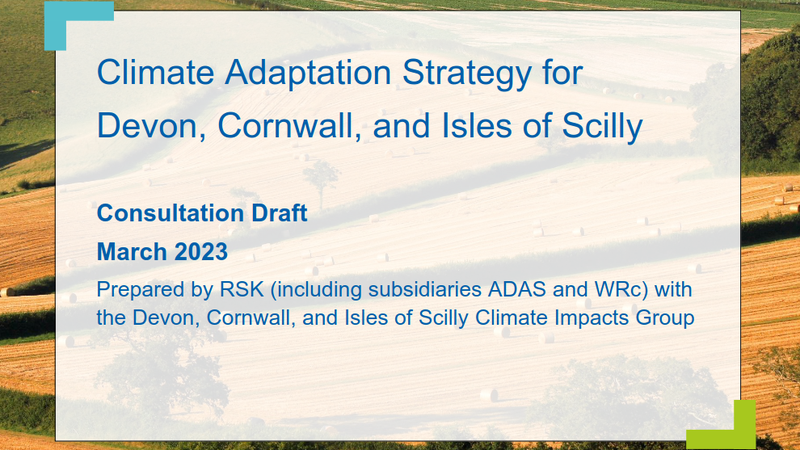 Climate Adaptation Strategy for
Devon, Cornwall, and Isles of Scilly
Consultation Draft
March 2023
Prepared by RSK (including subsidiaries ADAS and WRc) with
the Devon, Cornwall, and Isles of Scilly Climate Impacts Group